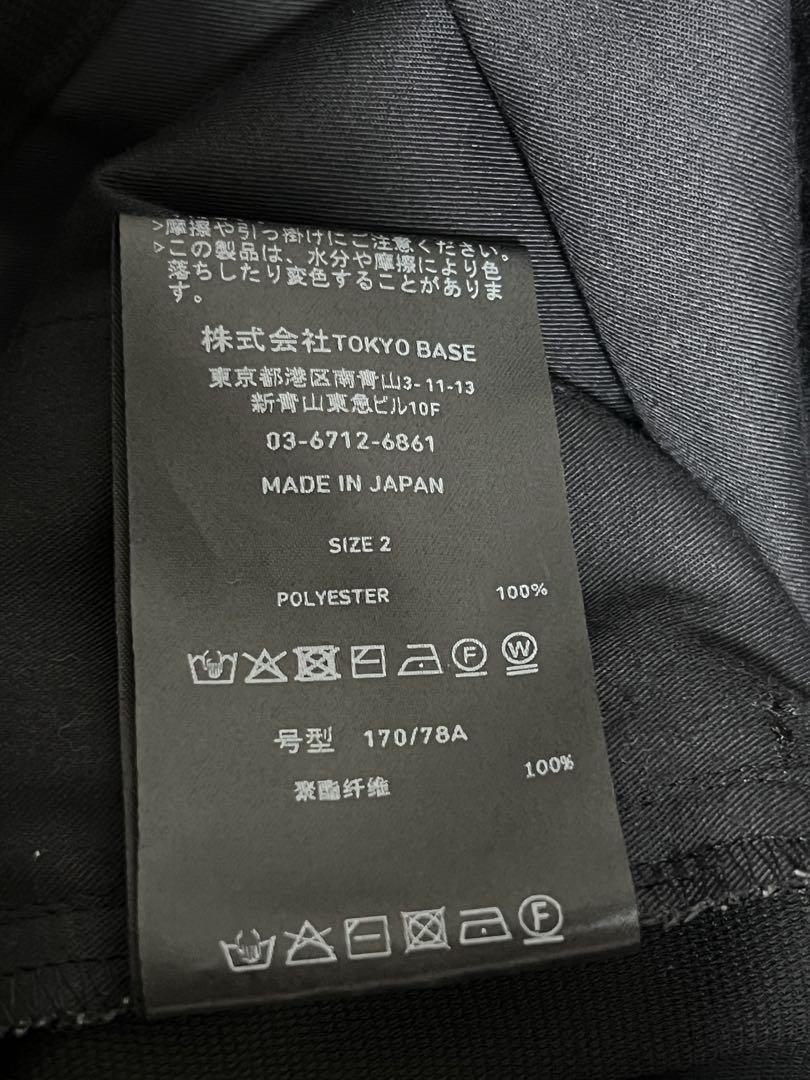 >摩擦や引っ掛けにご注意ください。
>この製品は、水分や摩擦により色
落ちしたり変色することがありま
す。
株式会社TOKYO BASE
東京都港区南青山3-11-13
新青山東急ビル10F
03-6712-6861
MADE IN JAPAN
SIZE 2
POLYESTER 100%
F W
号型 170/78A
聚酯纤维 100%
F